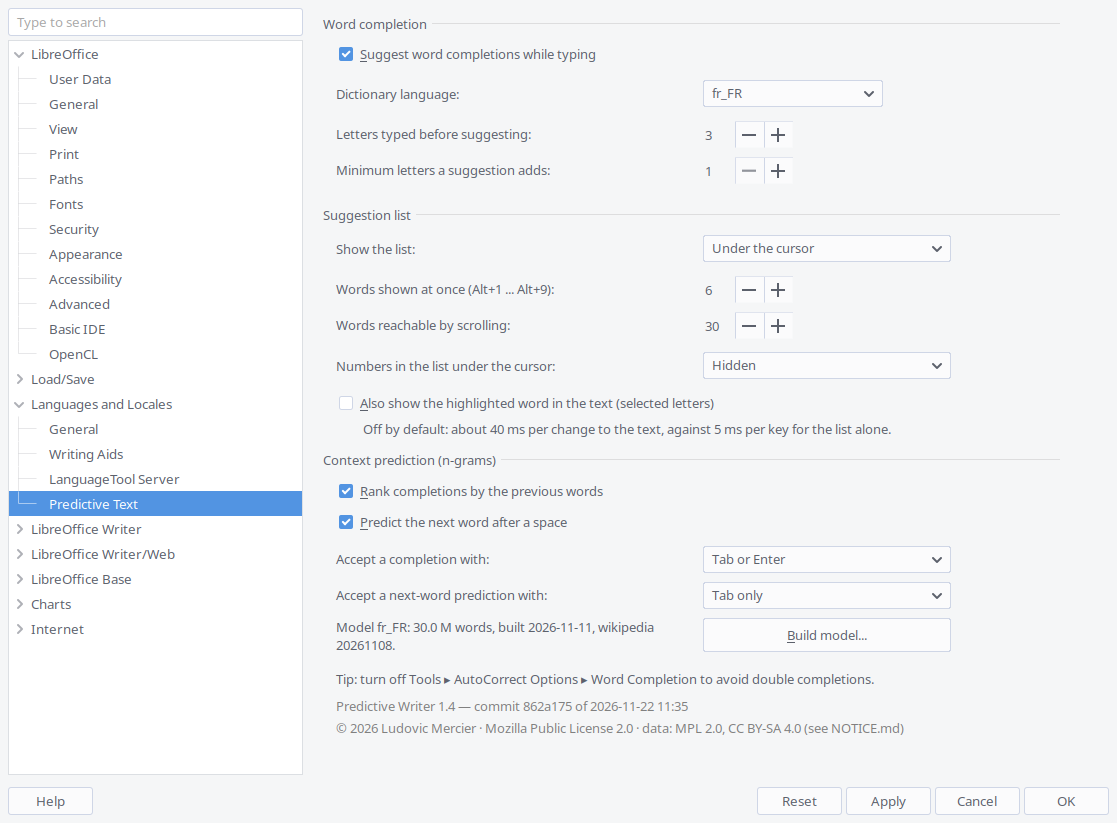 Type to search
LibreOffice
User Data
General
View
Print
Paths
Fonts
Security
Appearance
Accessibility
Advanced
Basic IDE
OpenCL
Load/Save
Languages and Locales
General
Writing Aids
LanguageTool Server
Predictive Text
LibreOffice Writer
LibreOffice Writer/Web
LibreOffice Base
Charts
Internet
Word completion
Suggest word completions while typing
Dictionary language: fr_FR
Letters typed before suggesting: 3
Minimum letters a suggestion adds: 1
Suggestion list
Show the list: Under the cursor
Words shown at once (Alt+1 ... Alt+9): 6
Words reachable by scrolling: 30
Numbers in the list under the cursor: Hidden
Also show the highlighted word in the text (selected letters)
Off by default: about 40 ms per change to the text, against 5 ms per key for the list alone.
Context prediction (n-grams)
Rank completions by the previous words
Predict the next word after a space
Accept a completion with: Tab or Enter
Accept a next-word prediction with: Tab only
Model fr_FR: 30.0 M words, built 2026-11-11, wikipedia
20261108.
Build model...
Tip: turn off Tools ▸ AutoCorrect Options ▸ Word Completion to avoid double completions.
Predictive Writer 1.4 — commit 862a175 of 2026-11-22 11:35
© 2026 Ludovic Mercier · Mozilla Public License 2.0 · data: MPL 2.0, CC BY-SA 4.0 (see NOTICE.md)
Help Reset Apply Cancel OK